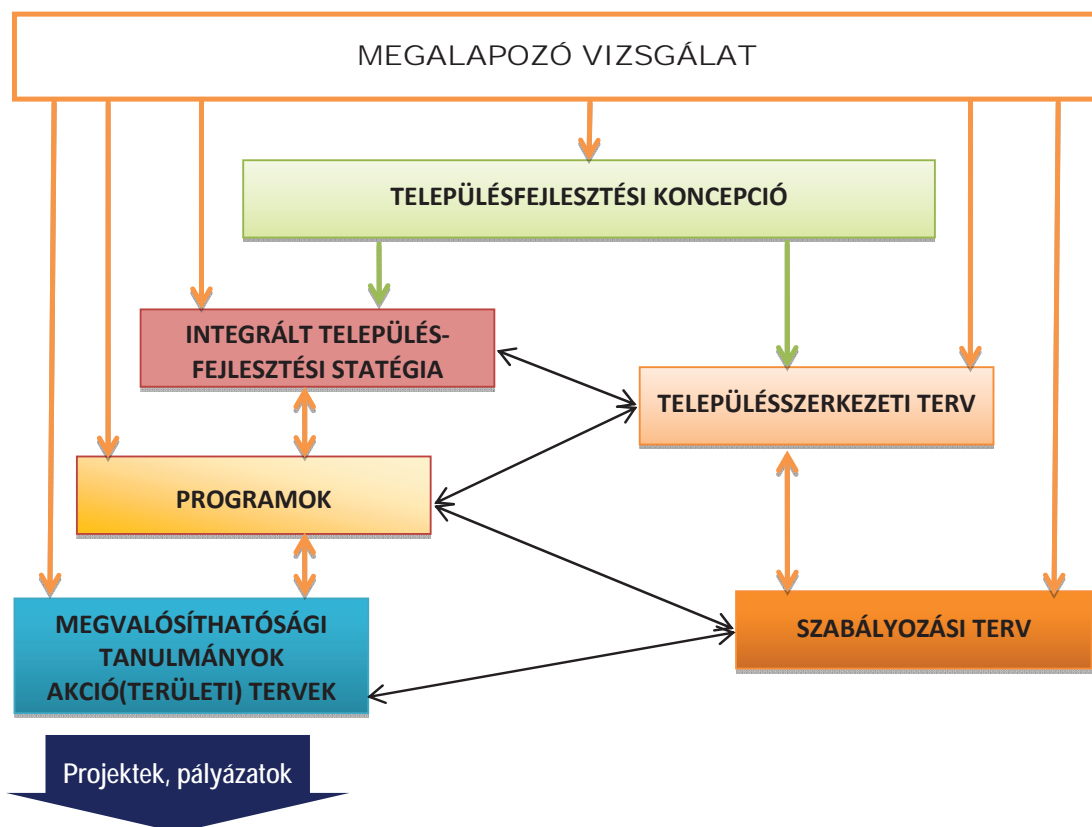 MEGALAPOZÓ VIZSGÁLAT
TELEPÜLÉSFEJLESZTÉSI KONCEPCIÓ
INTEGRÁLT TELEPÜLÉS-
FEJLESZTÉSI STATÉGIA
TELEPÜLÉSSZERKEZETI TERV
PROGRAMOK
MEGVALÓSÍTHATÓSÁGI
TANULMÁNYOK
AKCIÓ(TERÜLETI) TERVEK
SZABÁLYOZÁSI TERV
Projektek, pályázatok